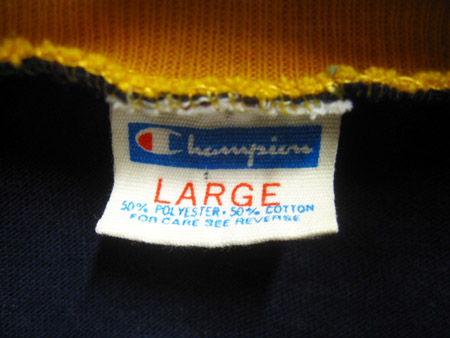 Champion
LARGE
50% POLYESTER • 50% COTTON
FOR CARE SEE REVERSE